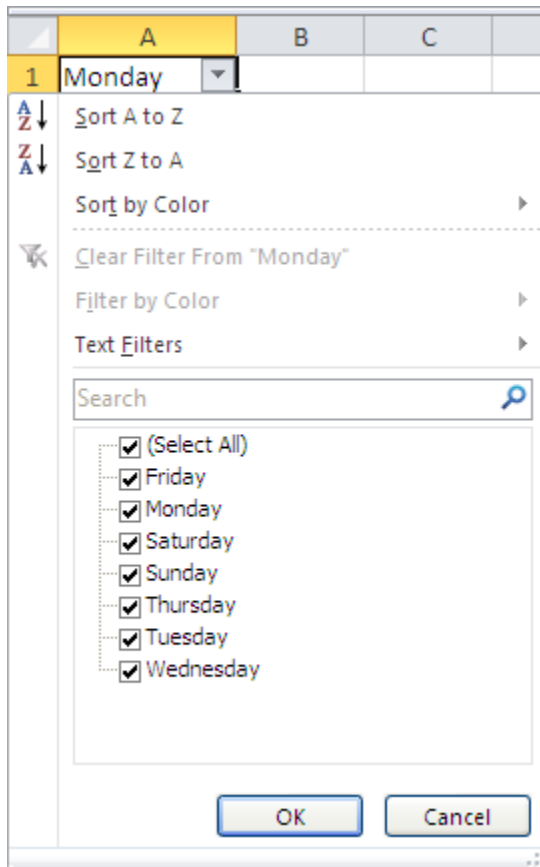 A B C
1 Monday
Sort A to Z
Sort Z to A
Sort by Color
Clear Filter From "Monday"
Filter by Color
Text Filters
Search
(Select All)
Friday
Monday
Saturday
Sunday
Thursday
Tuesday
Wednesday
OK Cancel